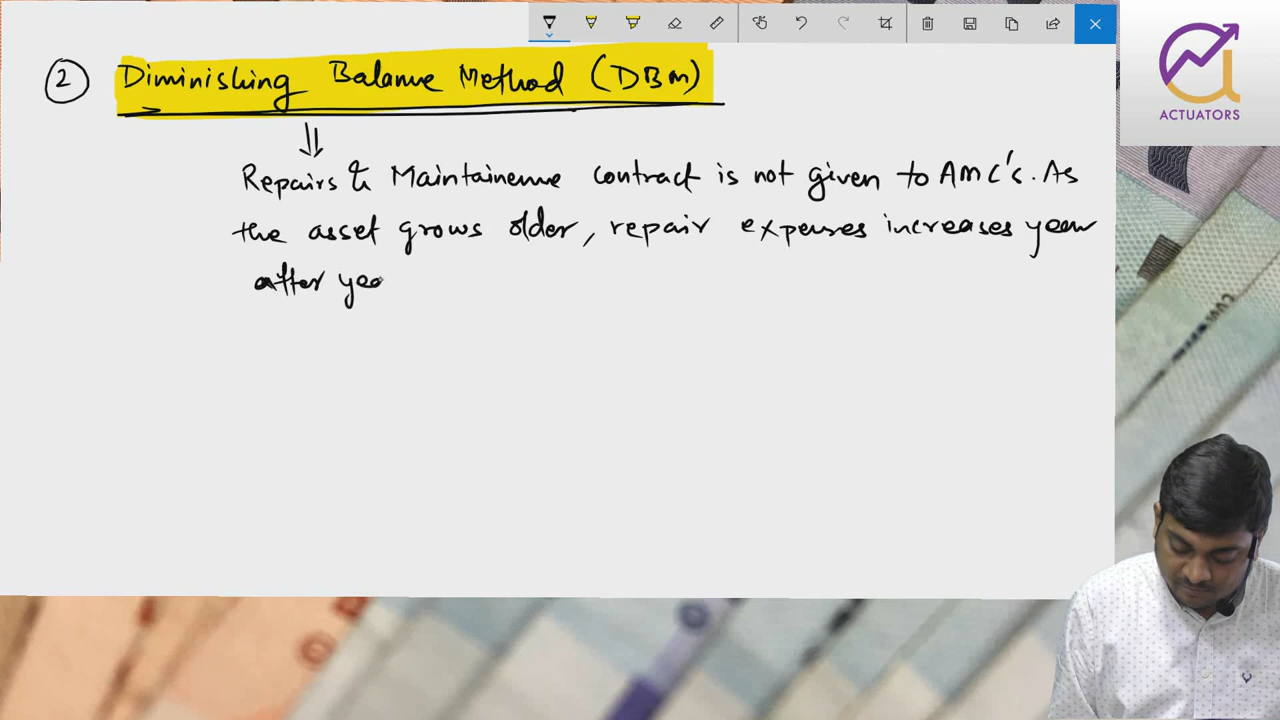 2 Diminishing Balance Method (DBM)
Repairs & Maintainence contract is not given to AMC's. As
the asset grows older, repair expenses increases year
after yea
ACTUATORS